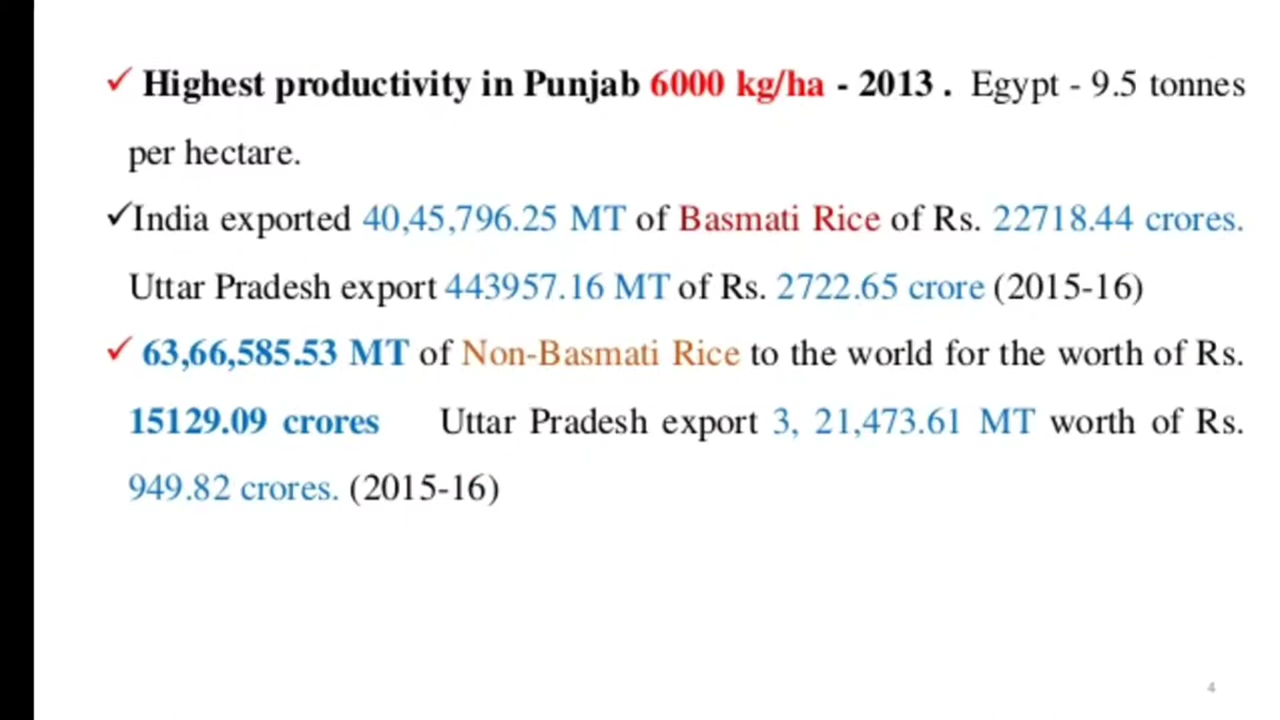 ✓ Highest productivity in Punjab 6000 kg/ha - 2013 . Egypt - 9.5 tonnes
per hectare.
✓India exported 40,45,796.25 MT of Basmati Rice of Rs. 22718.44 crores.
Uttar Pradesh export 443957.16 MT of Rs. 2722.65 crore (2015-16)
✓ 63,66,585.53 MT of Non-Basmati Rice to the world for the worth of Rs.
15129.09 crores Uttar Pradesh export 3, 21,473.61 MT worth of Rs.
949.82 crores. (2015-16)
4